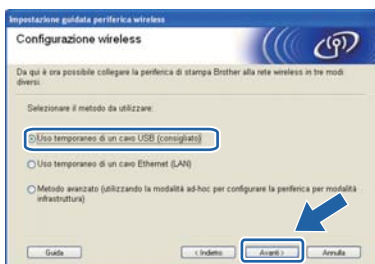 Impostazione guidata periferica wireless
Configurazione wireless
Da qui è ora possibile collegare la periferica di stampa Brother alla rete wireless in tre modi
diversi.
Selezionare il metodo da utilizzare:
Uso temporaneo di un cavo USB (consigliato)
Uso temporaneo di un cavo Ethernet (LAN)
Metodo avanzato (utilizzando la modalità ad-hoc per configurare la periferica per modalità
infrastruttura)
Guida
< Indietro
Avanti >
Annulla